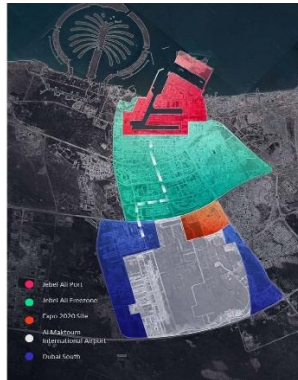 Jebel Ali Port
Jebel Ali Freezone
Expo 2020 Site
Al Maktoum
International Airport
Dubai South